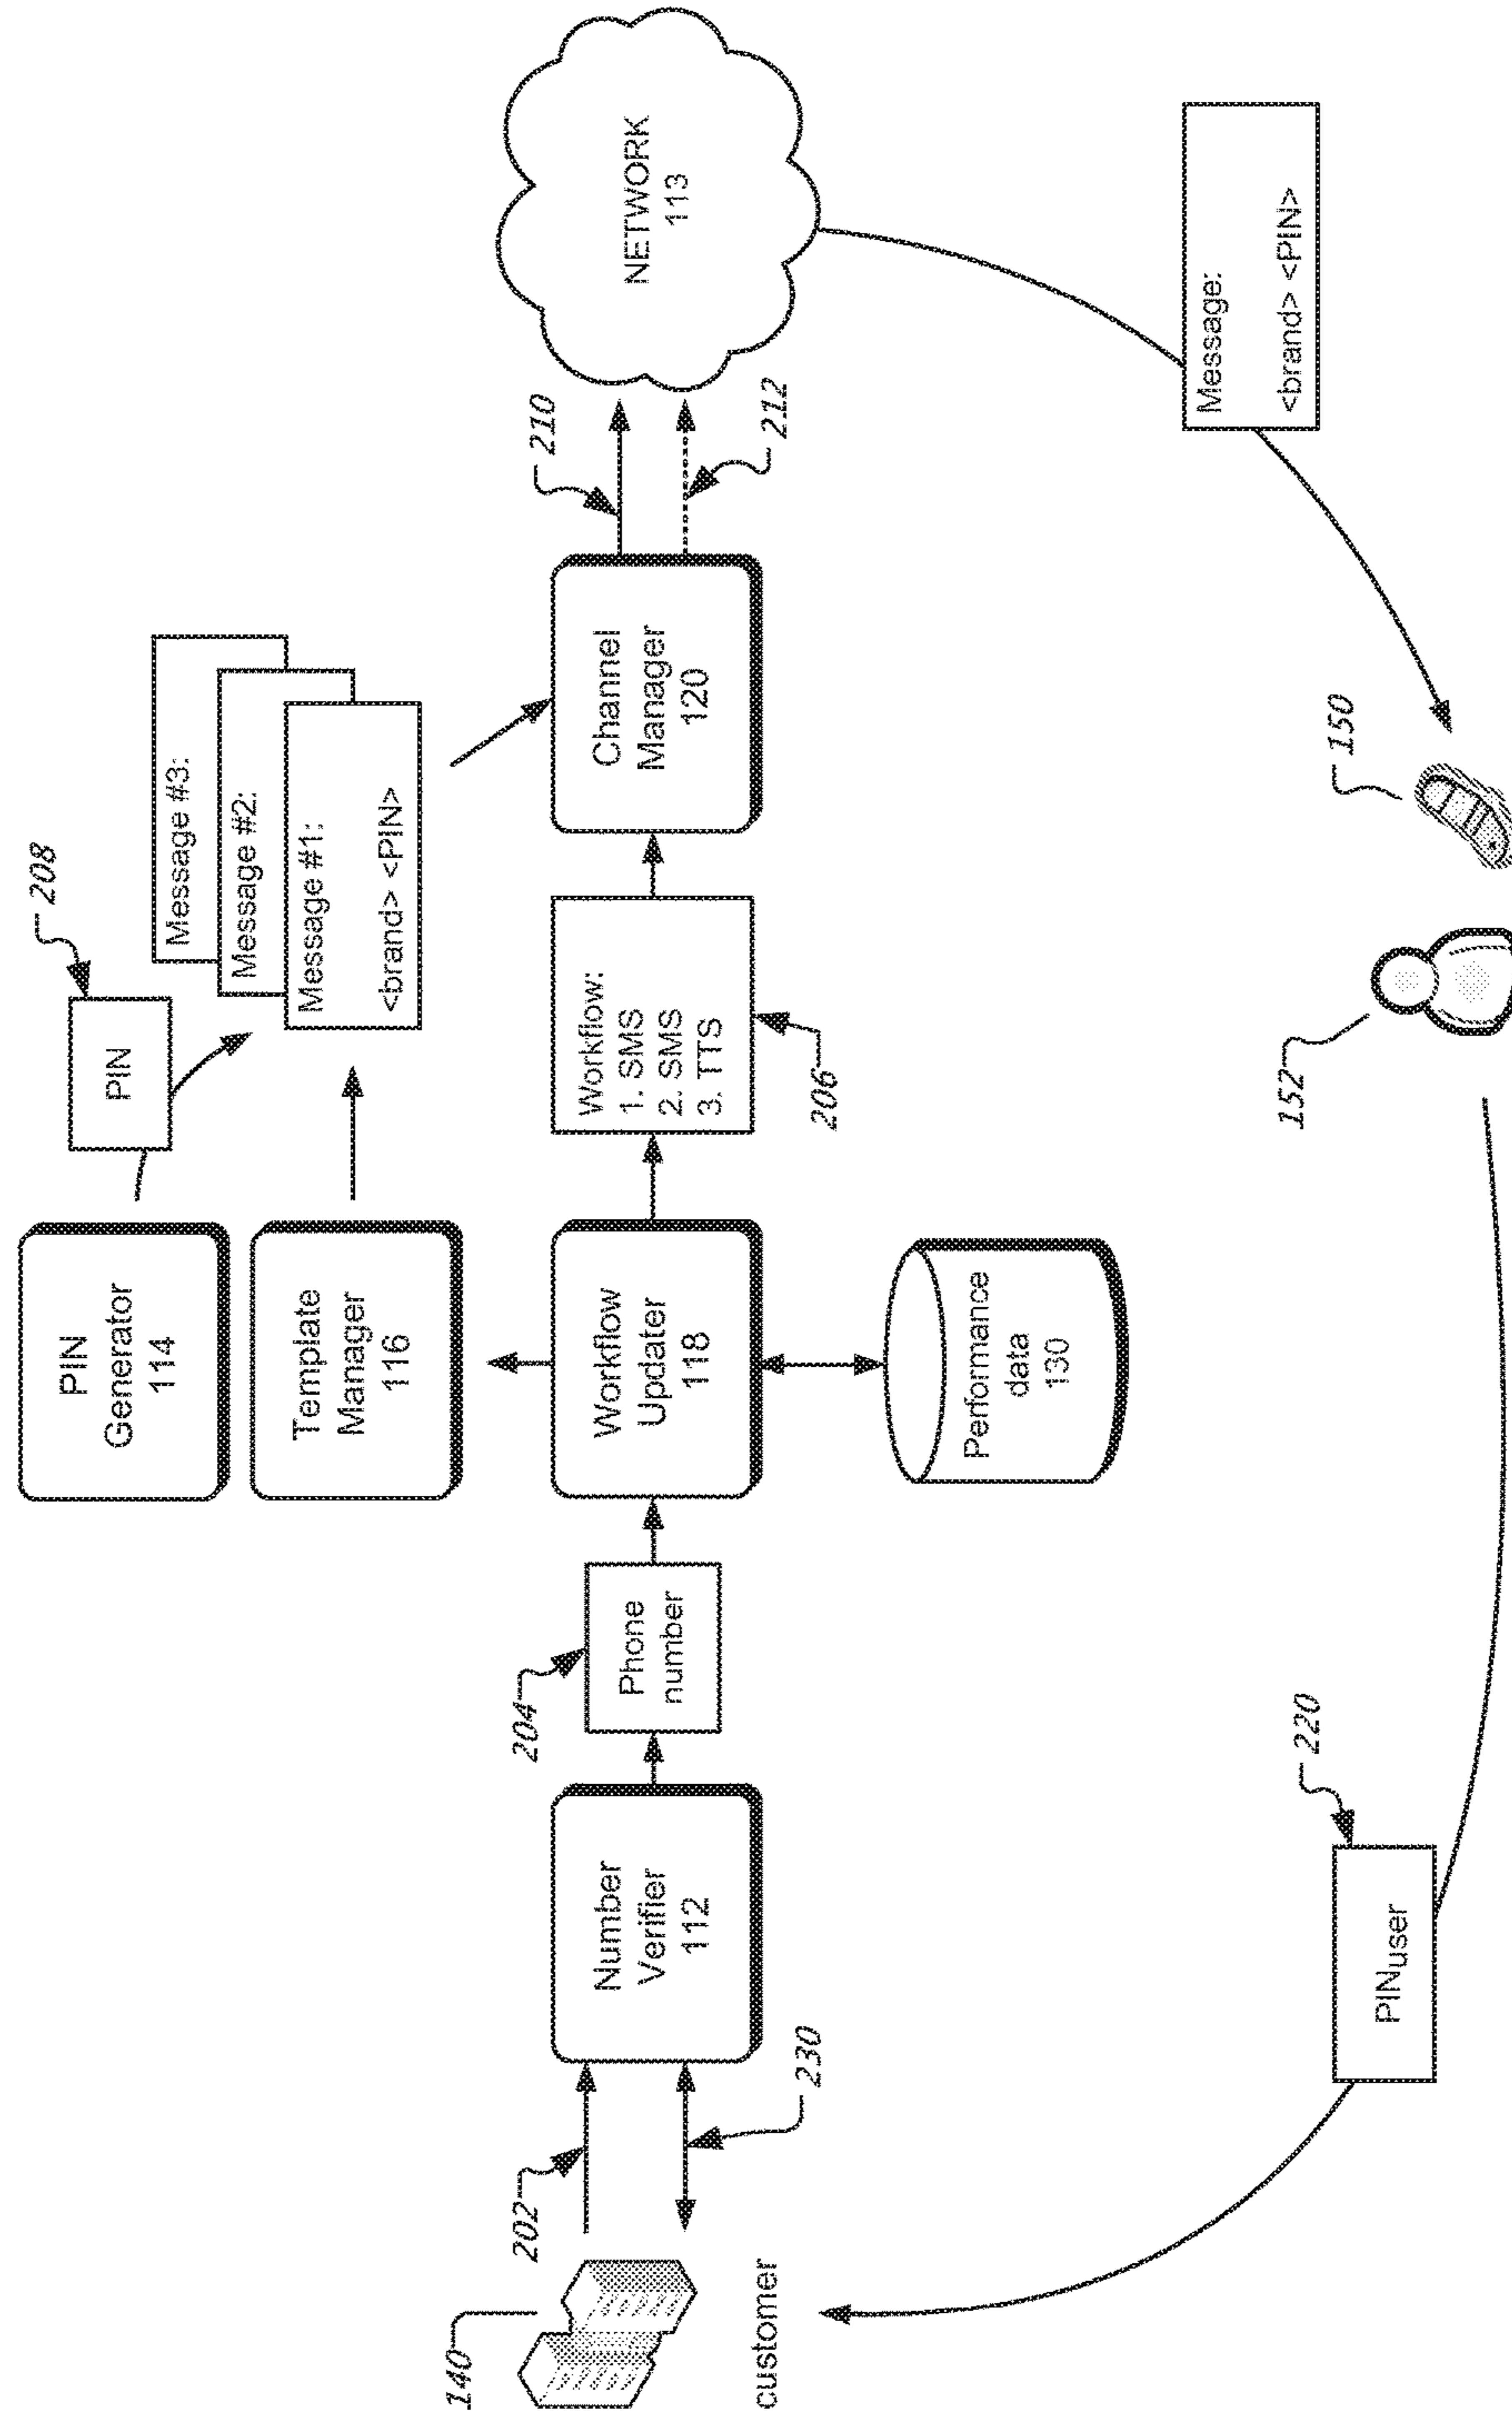 PIN
Generator
114
PIN
208
Message #3:
Message #2:
Message #1:
<brand> <PIN>
Template
Manager
116
140
customer
202
230
Number
Verifier
112
204
Phone
number
Workflow
Updater
118
Workflow:
1. SMS
2. SMS
3. TTS
206
Channel
Manager
120
210
212
NETWORK
113
Performance
data
130
Message:
<brand> <PIN>
220
PINuser
152
150